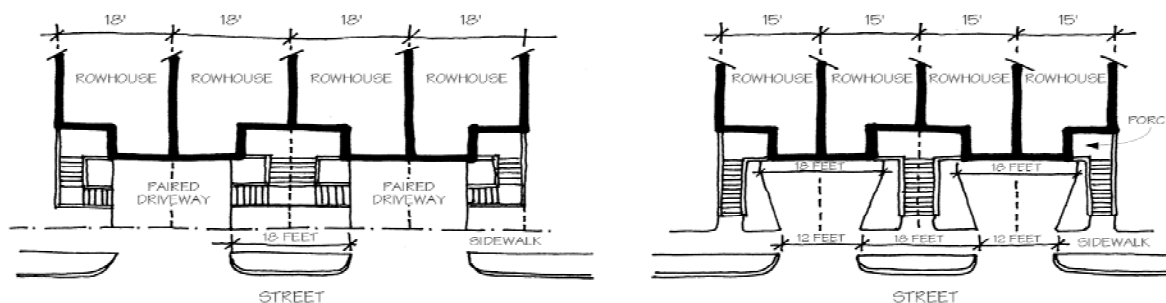 18' 18' 18' 18'
ROWHOUSE ROWHOUSE ROWHOUSE ROWHOUSE
PAIRED DRIVEWAY
PAIRED DRIVEWAY
18 FEET
SIDEWALK
STREET
15' 15' 15' 15'
ROWHOUSE ROWHOUSE ROWHOUSE ROWHOUSE
PORC
18 FEET 18 FEET
12 FEET 18 FEET 12 FEET
SIDEWALK
STREET